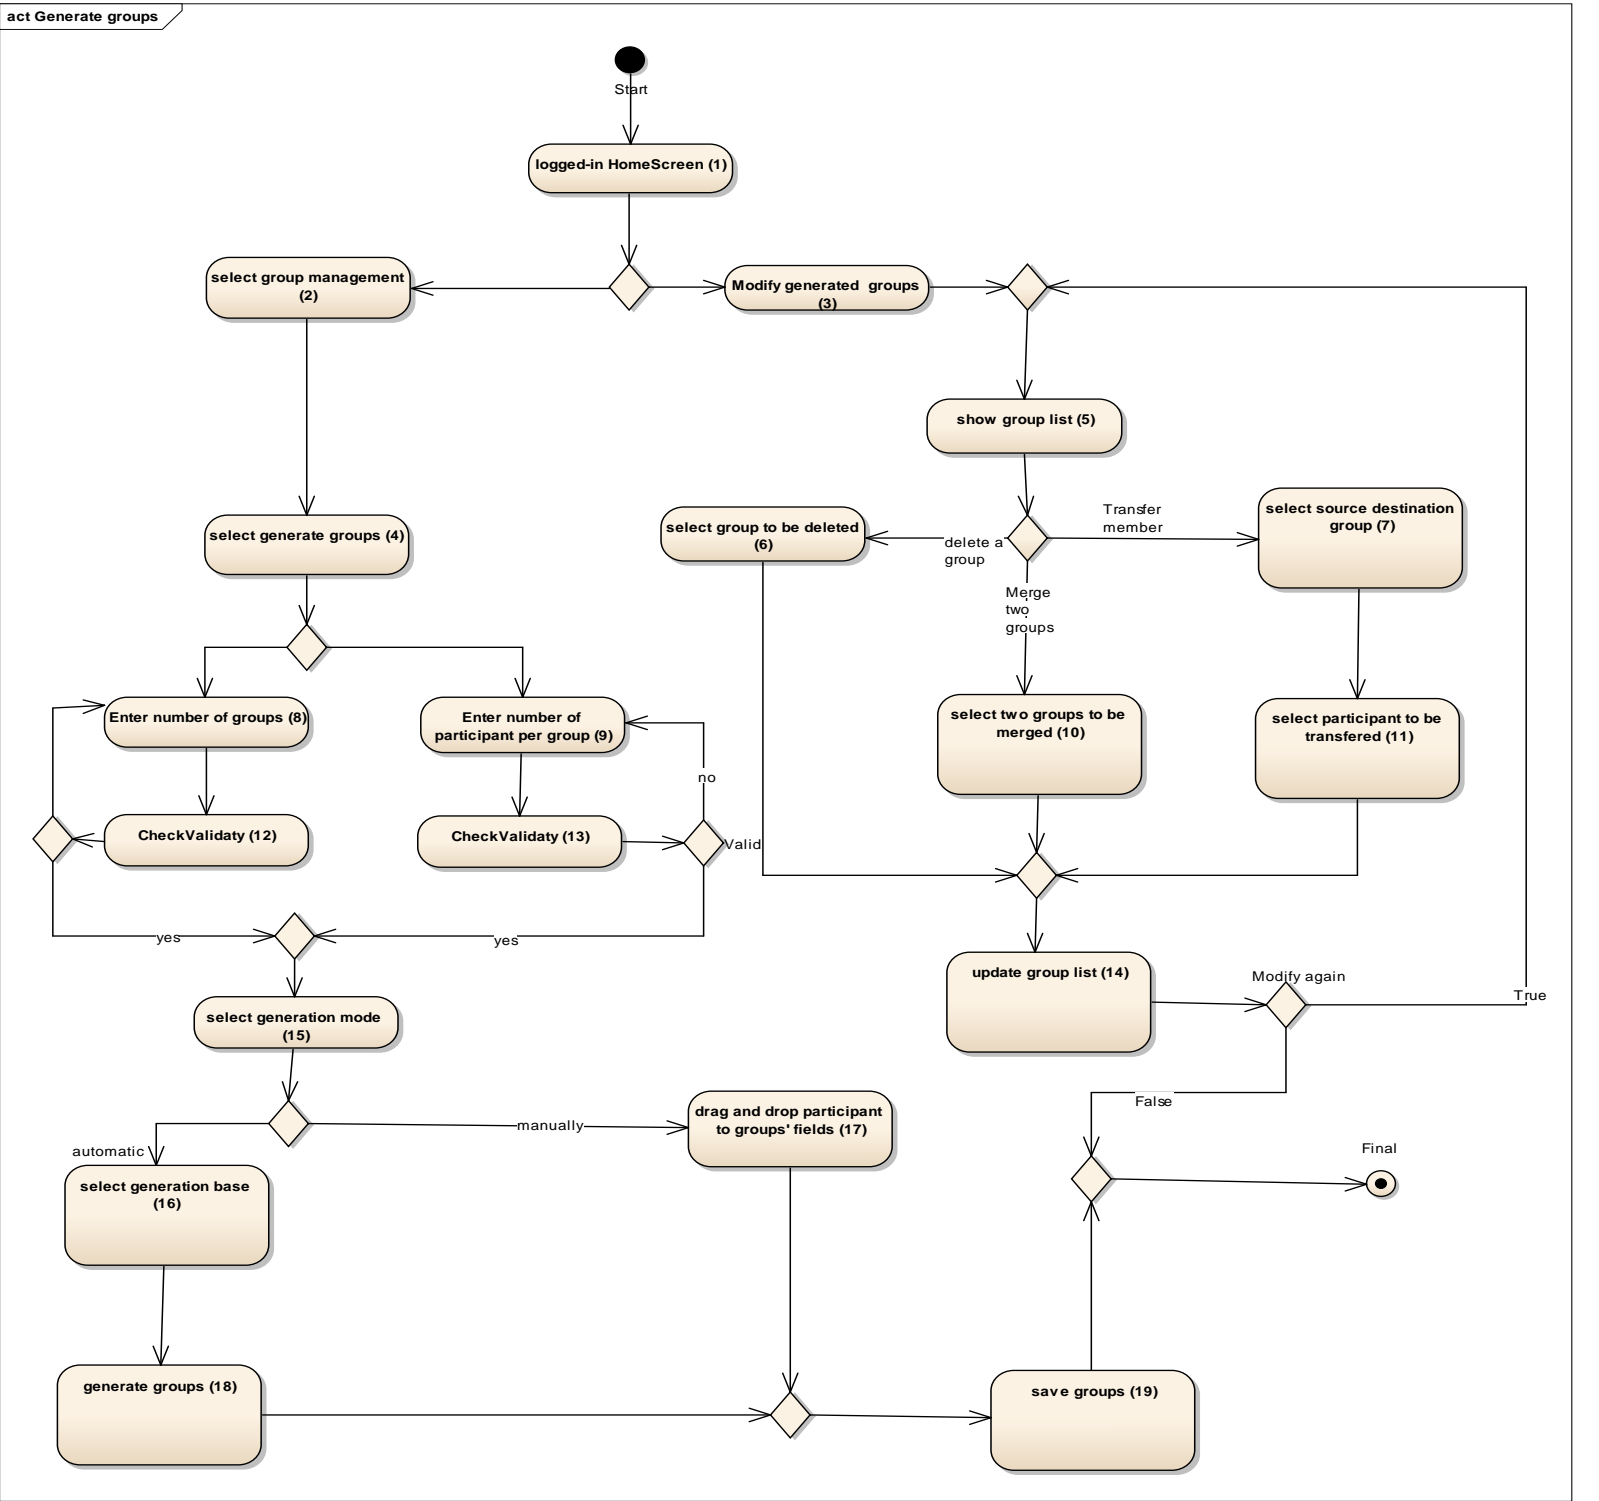 act Generate groups
Start
logged-in HomeScreen (1)
select group management
(2)
Modify generated groups
(3)
show group list (5)
select generate groups (4)
select group to be deleted
(6)
delete a
group
Transfer
member
select source destination
group (7)
Merge
two
groups
Enter number of groups (8)
Enter number of
participant per group (9)
select two groups to be
merged (10)
select participant to be
transfered (11)
no
CheckValidaty (12)
CheckValidaty (13)
Valid
yes
yes
update group list (14)
Modify again
True
select generation mode
(15)
False
automatic
manually
drag and drop participant
to groups' fields (17)
Final
select generation base
(16)
generate groups (18)
save groups (19)